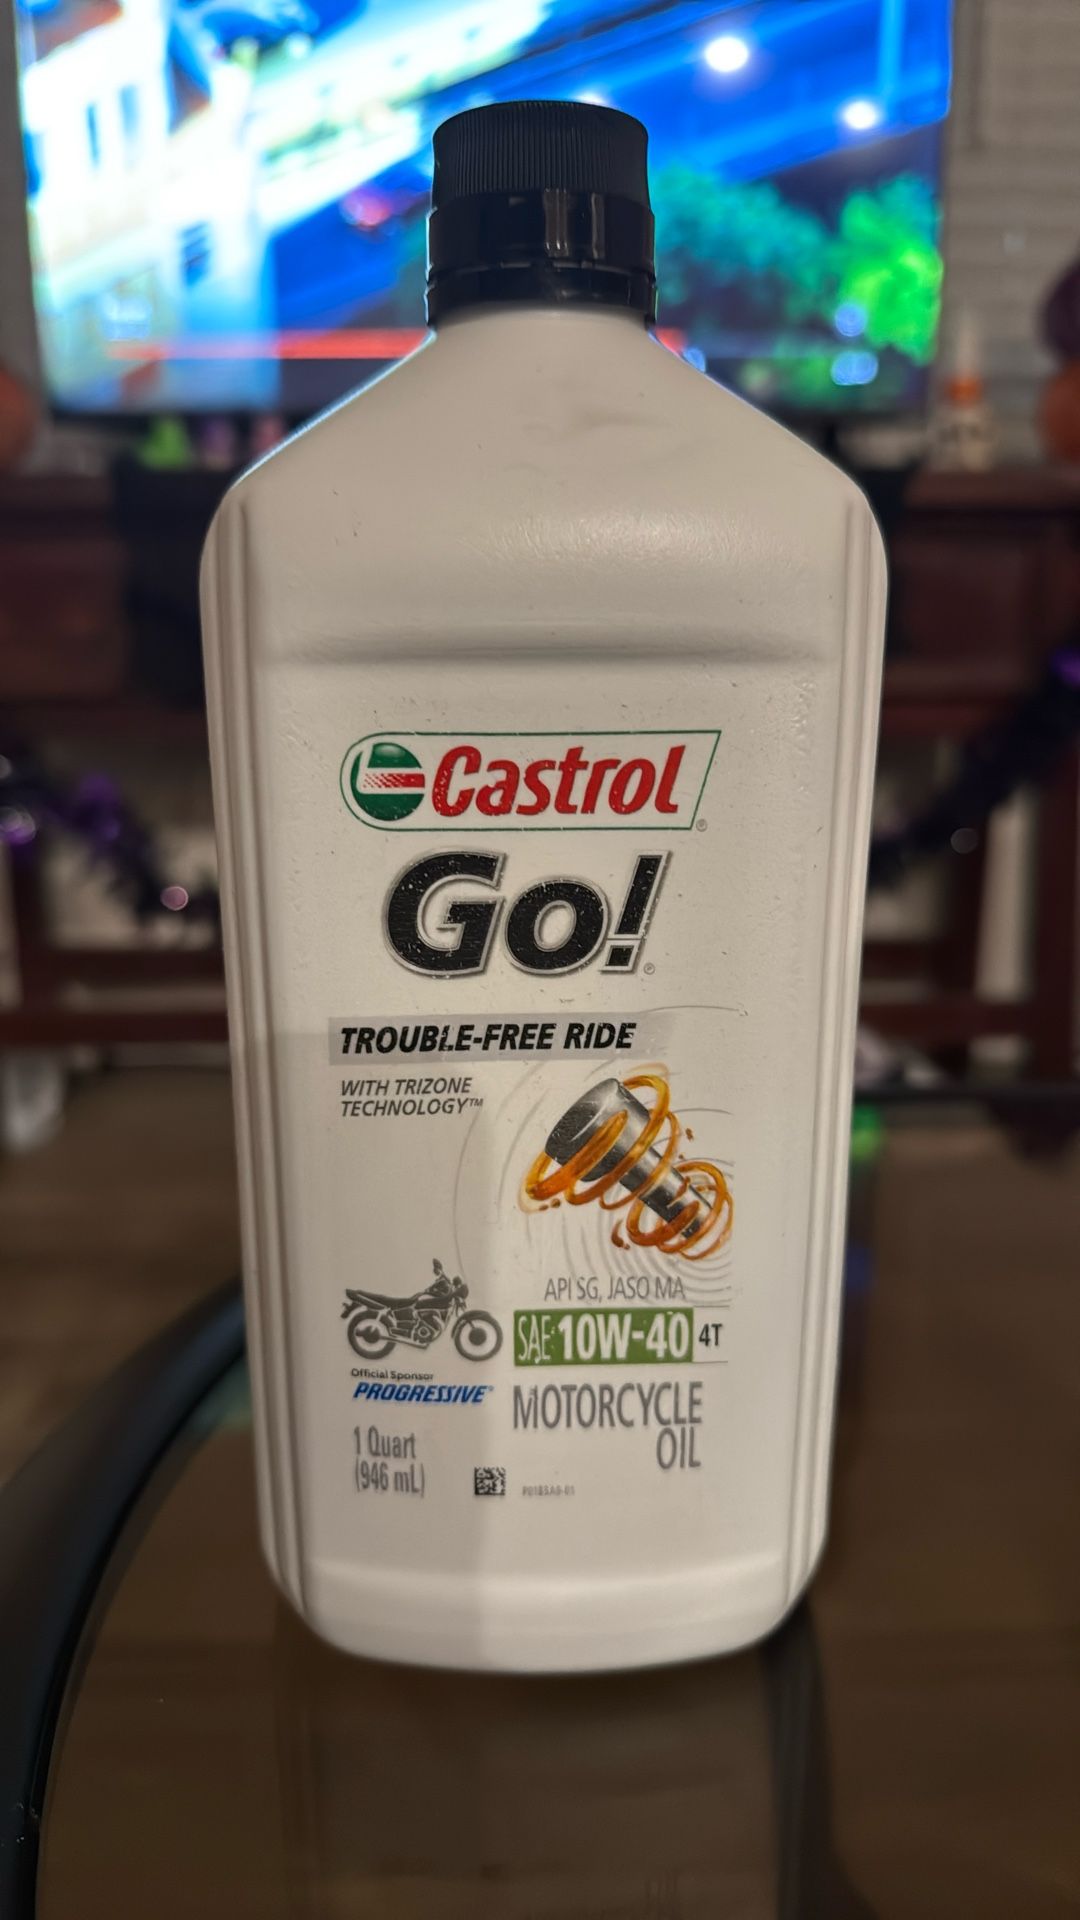 Castrol®
Go!®
TROUBLE-FREE RIDE
WITH TRIZONE
TECHNOLOGY™
API SG, JASO MA
SAE 10W-40 4T
Official Sponsor
PROGRESSIVE®
MOTORCYCLE
OIL
1 Quart
(946 mL)